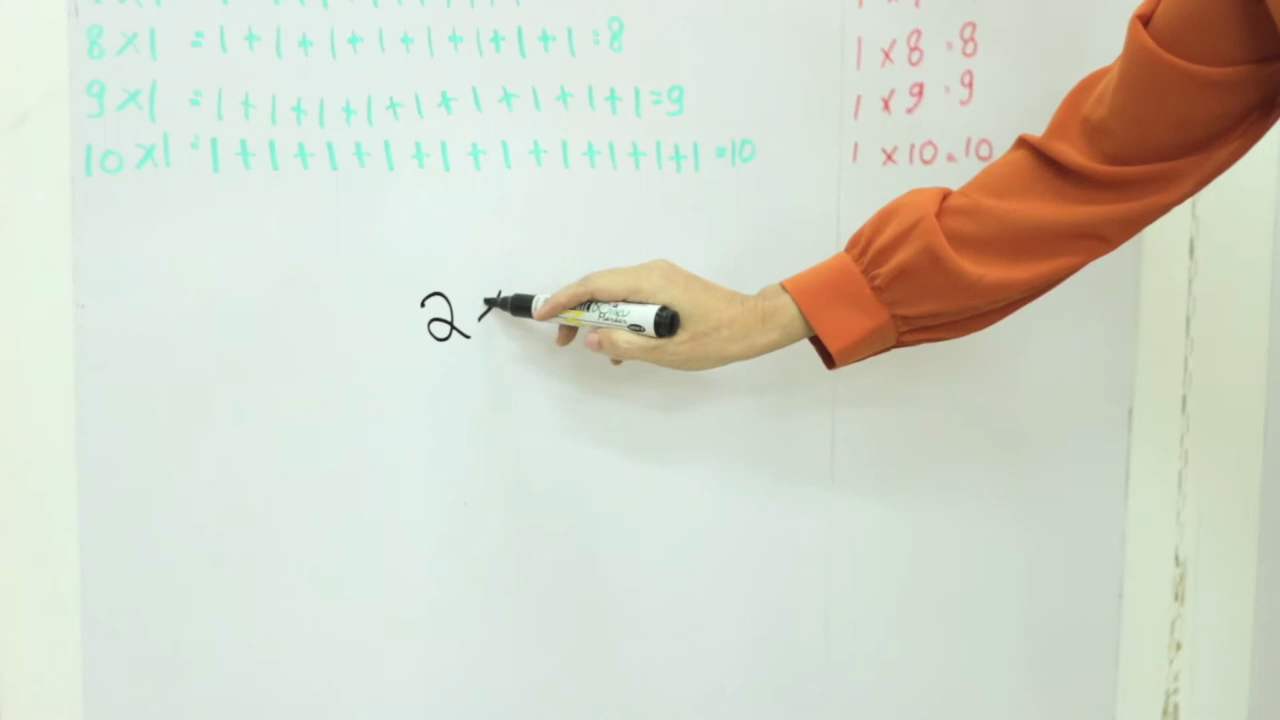 8 x 1 = 1 + 1 + 1 + 1 + 1 + 1 + 1 + 1 = 8
9 x 1 = 1 + 1 + 1 + 1 + 1 + 1 + 1 + 1 + 1 = 9
10 x 1 = 1 + 1 + 1 + 1 + 1 + 1 + 1 + 1 + 1 + 1 = 10
1 x 8 = 8
1 x 9 = 9
1 x 10 = 10
2 x
Marker